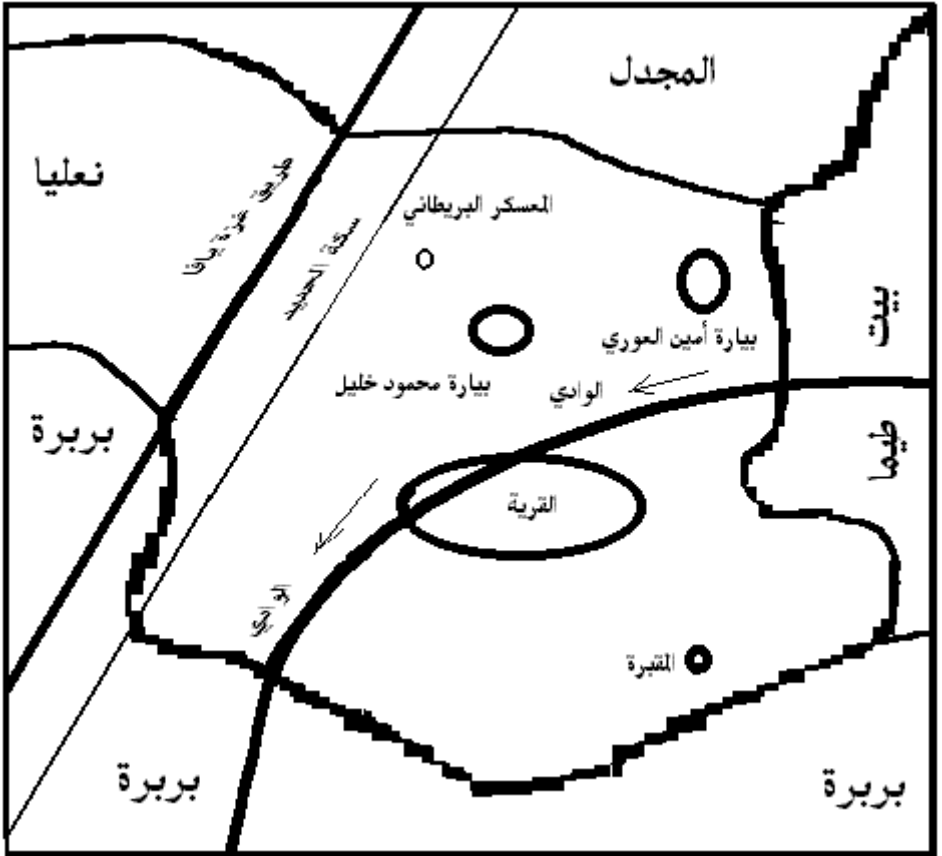 المجدل
نعليا
طريق غزة يافا
سكة الحديد
المعسكر البريطاني
بيت
طيما
بيارة أمين العوري
بيارة محمود خليل
الوادي
بربرة
القرية
الوادي
المقبرة
بربرة
بربرة